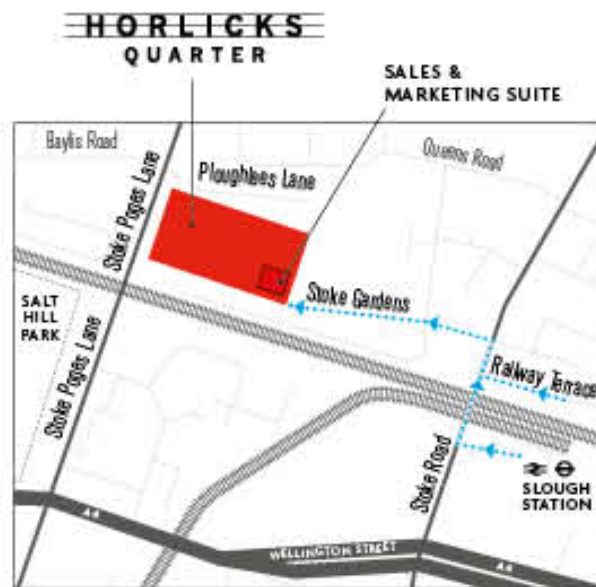 HORLICKS
QUARTER
SALES &
MARKETING SUITE
Baylis Road
Queens Road
Stoke Poges Lane
Ploughlees Lane
Stoke Gardens
SALT
HILL
PARK
Railway Terrace
Stoke Poges Lane
Stoke Road
SLOUGH
STATION
A4
WELLINGTON STREET
A4